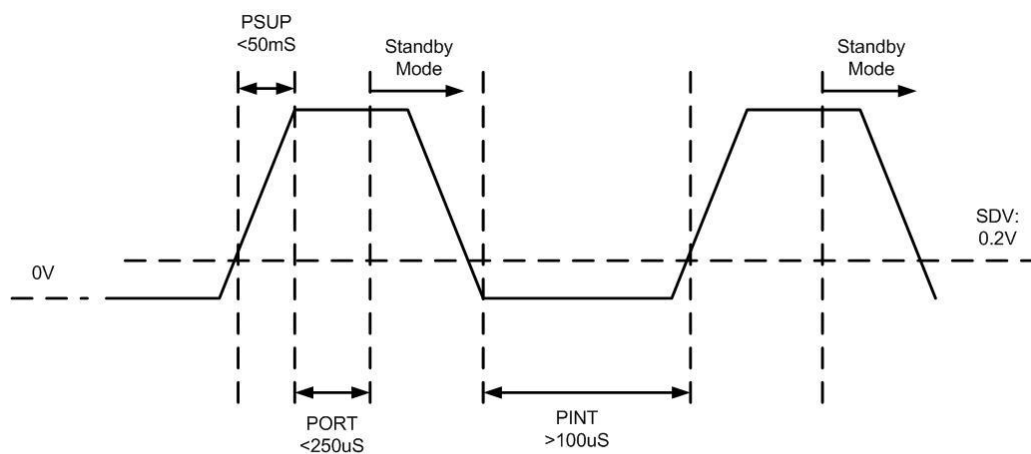 PSUP
<50mS
Standby
Mode
Standby
Mode
SDV:
0.2V
0V
PORT
<250uS
PINT
>100uS